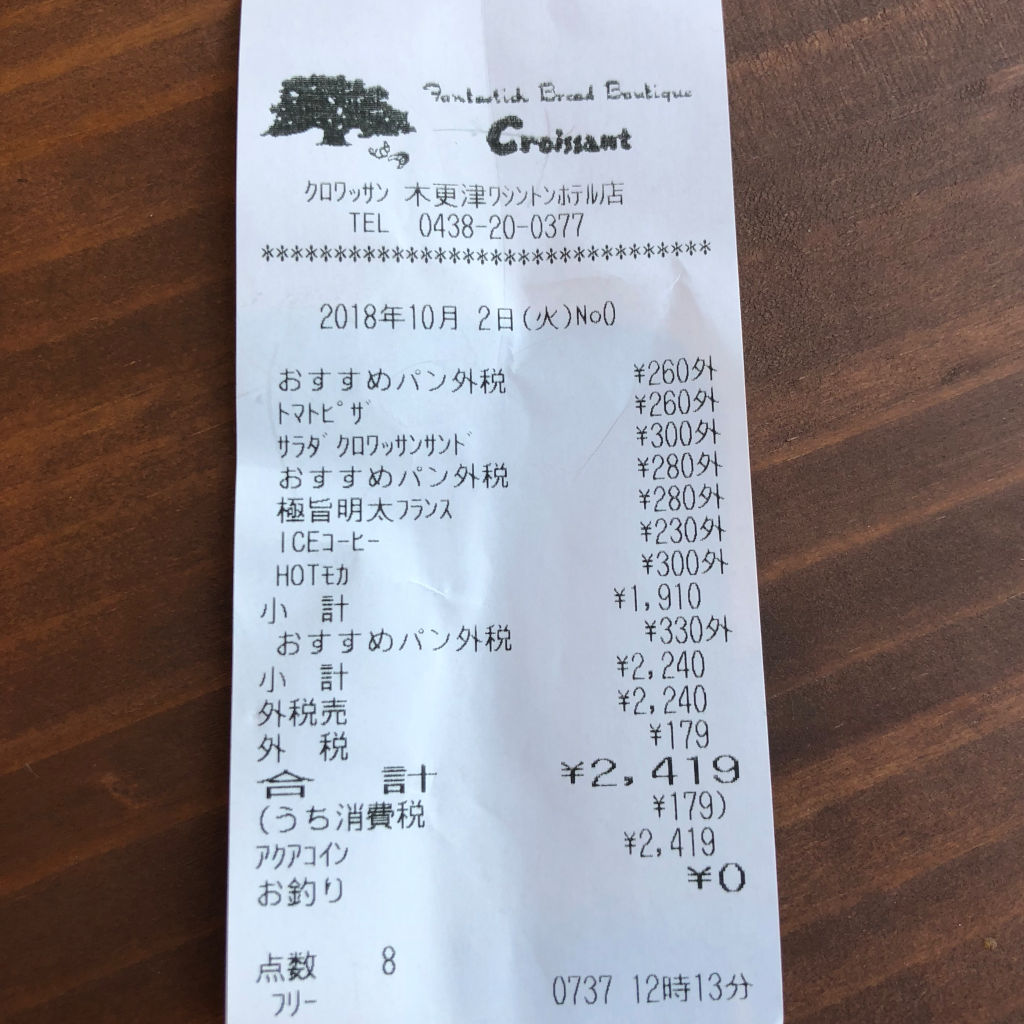 Fantastick Bread Boutique
Croissant
クロワッサン 木更津ワシントンホテル店
TEL 0438-20-0377
*******************************
2018年10月 2日(火)No0
おすすめパン外税 ¥260外
トマトピザ ¥260外
サラダクロワッサンサンド ¥300外
おすすめパン外税 ¥280外
極旨明太フランス ¥280外
ICEコーヒー ¥230外
HOTモカ ¥300外
小 計 ¥1,910
おすすめパン外税 ¥330外
小 計 ¥2,240
外税売 ¥2,240
外 税 ¥179
合 計 ¥2,419
(うち消費税 ¥179)
アクアコイン ¥2,419
お釣り ¥0
点数 8
フリー 0737 12時13分